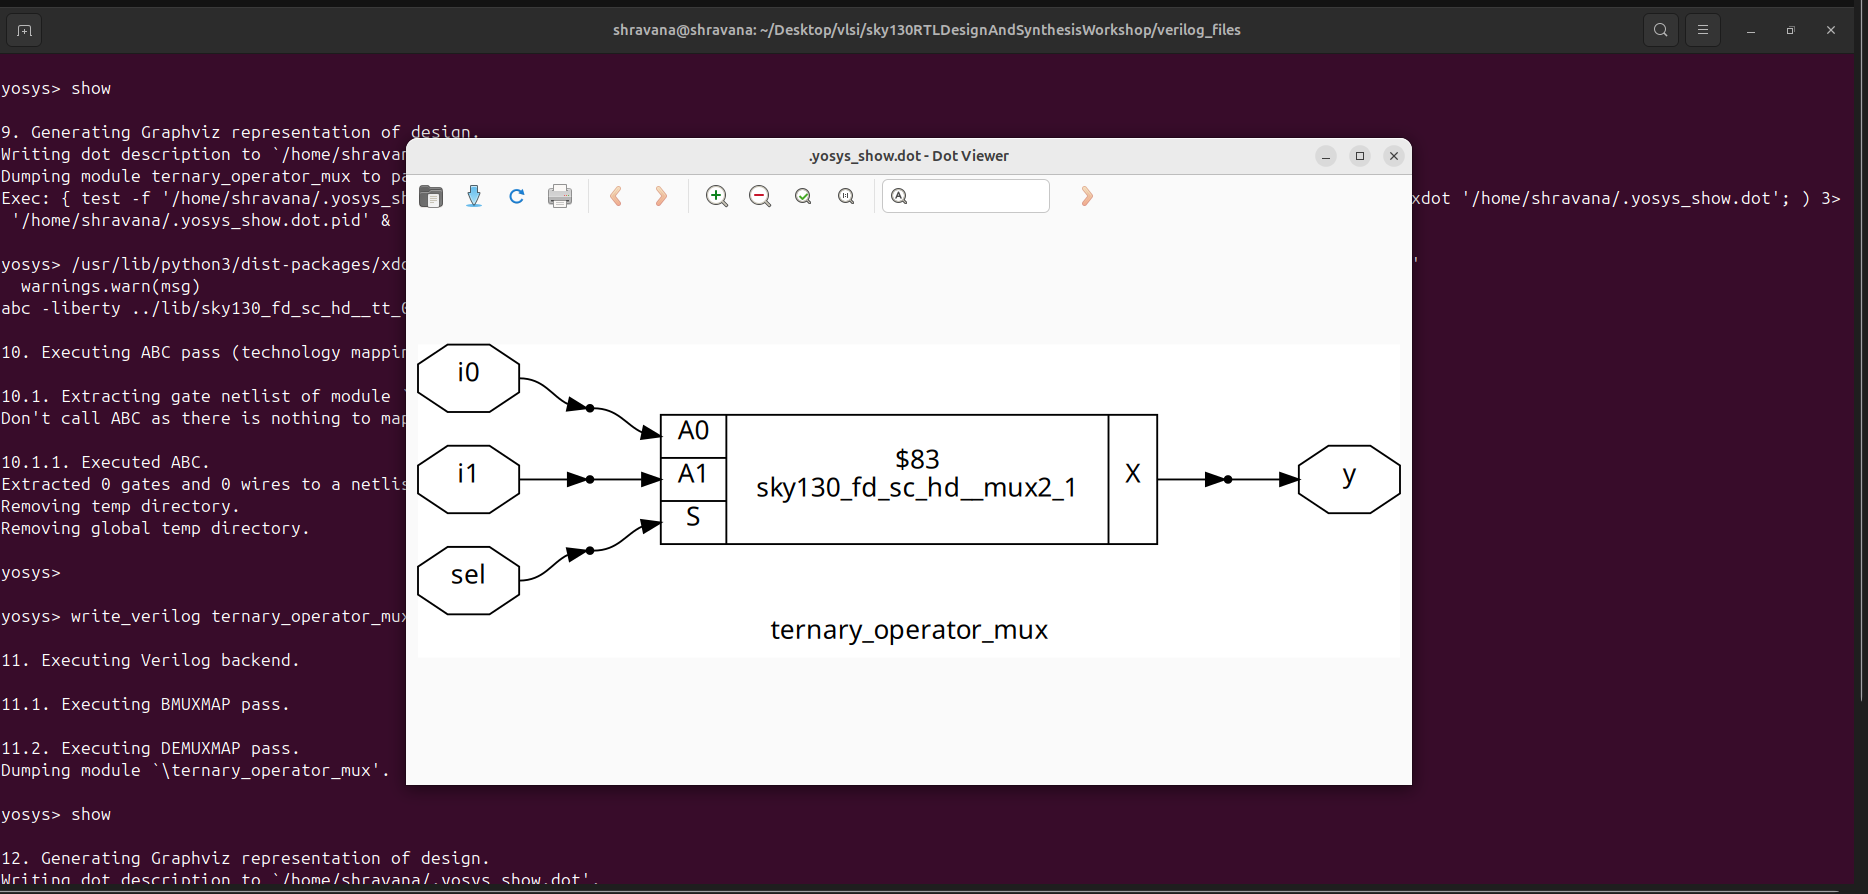 shravana@shravana: ~/Desktop/vlsi/sky130RTLDesignAndSynthesisWorkshop/verilog_files
yosys> show
9. Generating Graphviz representation of design.
Writing dot description to `/home/shravan
Dumping module ternary_operator_mux to pa
Exec: { test -f '/home/shravana/.yosys_sh
xdot '/home/shravana/.yosys_show.dot'; ) 3>
'/home/shravana/.yosys_show.dot.pid' &
yosys> /usr/lib/python3/dist-packages/xdo
'
warnings.warn(msg)
abc -liberty ../lib/sky130_fd_sc_hd__tt_0
10. Executing ABC pass (technology mappin
10.1. Extracting gate netlist of module `
Don't call ABC as there is nothing to map
10.1.1. Executed ABC.
Extracted 0 gates and 0 wires to a netlis
Removing temp directory.
Removing global temp directory.
yosys>
yosys> write_verilog ternary_operator_mux
11. Executing Verilog backend.
11.1. Executing BMUXMAP pass.
11.2. Executing DEMUXMAP pass.
Dumping module `\ternary_operator_mux'.
yosys> show
12. Generating Graphviz representation of design.
Writing dot description to `/home/shravana/.yosys_show.dot'.
.yosys_show.dot - Dot Viewer
i0
i1
sel
A0
A1
S
$83
sky130_fd_sc_hd__mux2_1
X
y
ternary_operator_mux